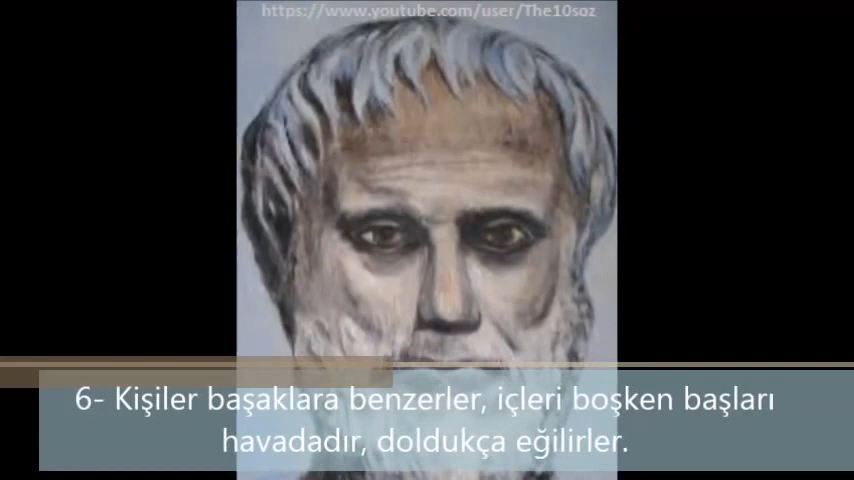 https://www.youtube.com/user/The10soz
6- Kişiler başaklara benzerler, içleri boşken başları
havadadır, doldukça eğilirler.